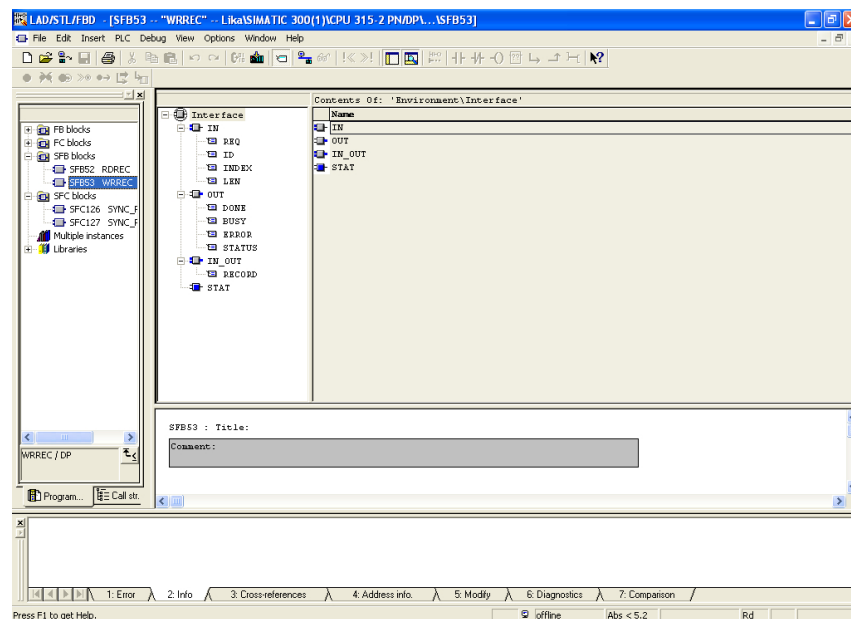 LAD/STL/FBD - [SFB53 -- "WRREC" -- Lika\SIMATIC 300(1)\CPU 315-2 PN/DP\...\SFB53]
File Edit Insert PLC Debug View Options Window Help
Contents Of: 'Environment\Interface'
Interface
IN
REQ
ID
INDEX
LEN
OUT
DONE
BUSY
ERROR
STATUS
IN_OUT
RECORD
STAT
Name
IN
OUT
IN_OUT
STAT
FB blocks
FC blocks
SFB blocks
SFB52 RDREC
SFB53 WRREC
SFC blocks
SFC126 SYNC_F
SFC127 SYNC_F
Multiple instances
Libraries
WRREC / DP
Program... Call str.
SFB53 : Title:
Comment:
1: Error 2: Info 3: Cross-references 4: Address info. 5: Modify 6: Diagnostics 7: Comparison
Press F1 to get Help. offline Abs < 5.2 Rd